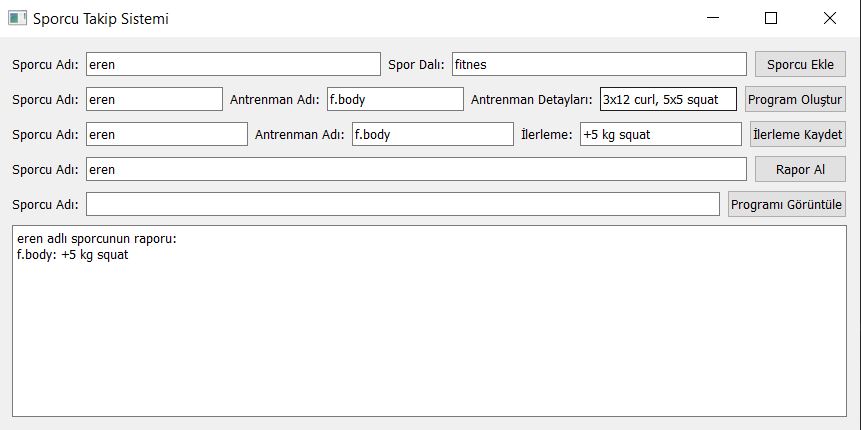 Sporcu Takip Sistemi
Sporcu Adı: eren Spor Dalı: fitnes Sporcu Ekle
Sporcu Adı: eren Antrenman Adı: f.body Antrenman Detayları: 3x12 curl, 5x5 squat Program Oluştur
Sporcu Adı: eren Antrenman Adı: f.body İlerleme: +5 kg squat İlerleme Kaydet
Sporcu Adı: eren Rapor Al
Sporcu Adı: Programı Görüntüle
eren adlı sporcunun raporu:
f.body: +5 kg squat